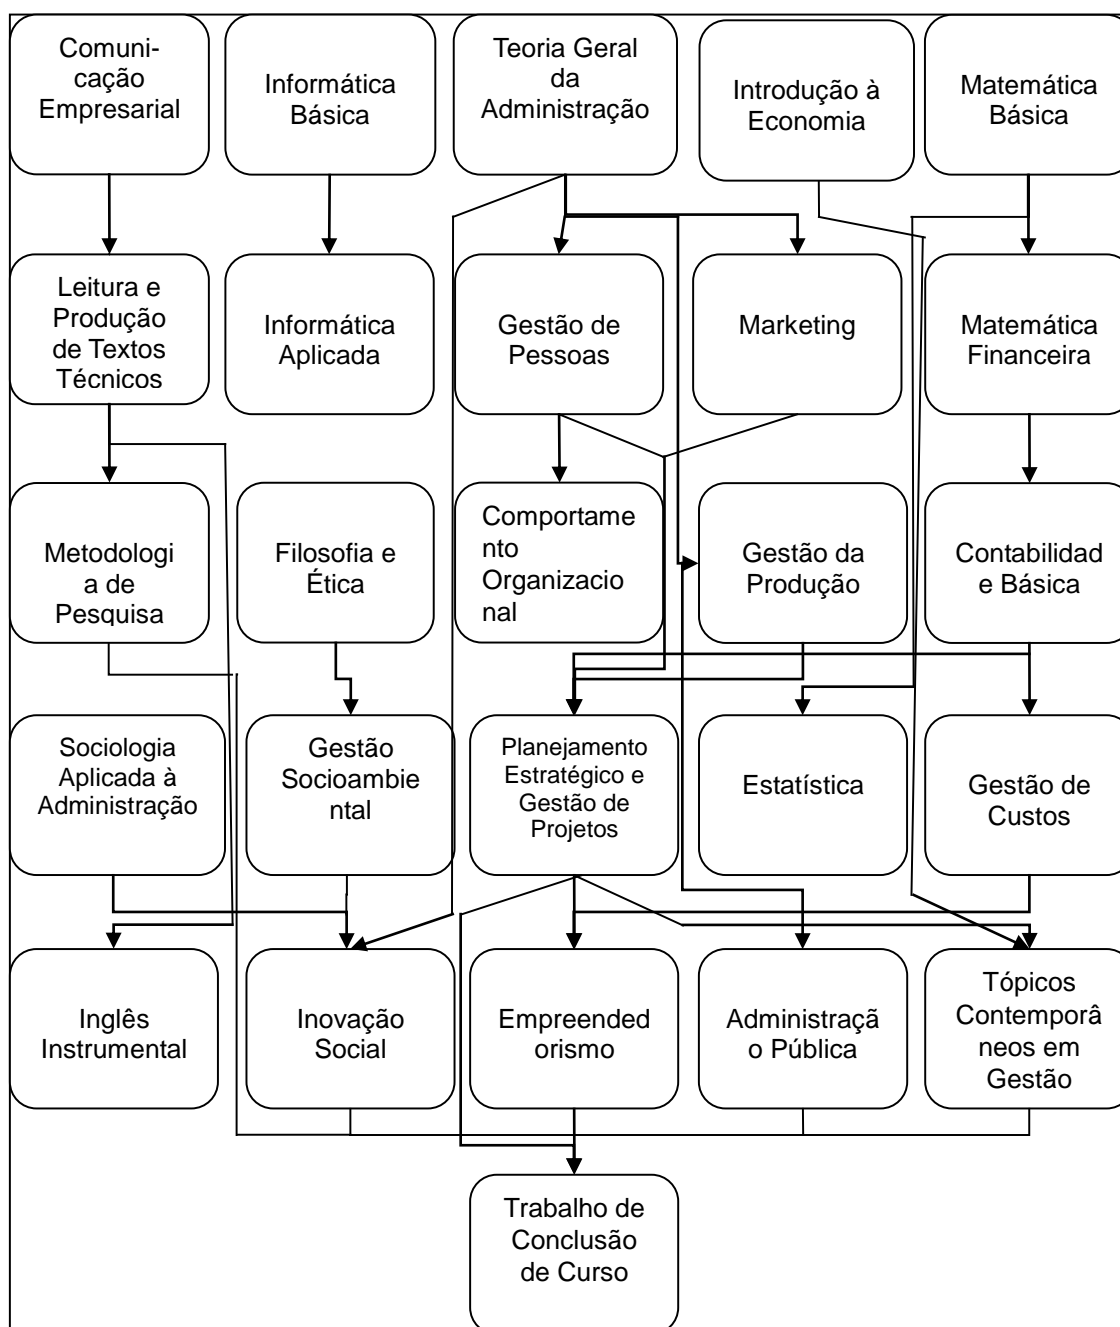 Comuni-
cação
Empresarial
Informática
Básica
Teoria Geral
da
Administração
Introdução à
Economia
Matemática
Básica
Leitura e
Produção
de Textos
Técnicos
Informática
Aplicada
Gestão de
Pessoas
Marketing
Matemática
Financeira
Metodologi
a de
Pesquisa
Filosofia e
Ética
Comportame
nto
Organizacio
nal
Gestão da
Produção
Contabilidad
e Básica
Sociologia
Aplicada à
Administração
Gestão
Socioambie
ntal
Planejamento
Estratégico e
Gestão de
Projetos
Estatística
Gestão de
Custos
Inglês
Instrumental
Inovação
Social
Empreended
orismo
Administraçã
o Pública
Tópicos
Contemporâ
neos em
Gestão
Trabalho de
Conclusão
de Curso